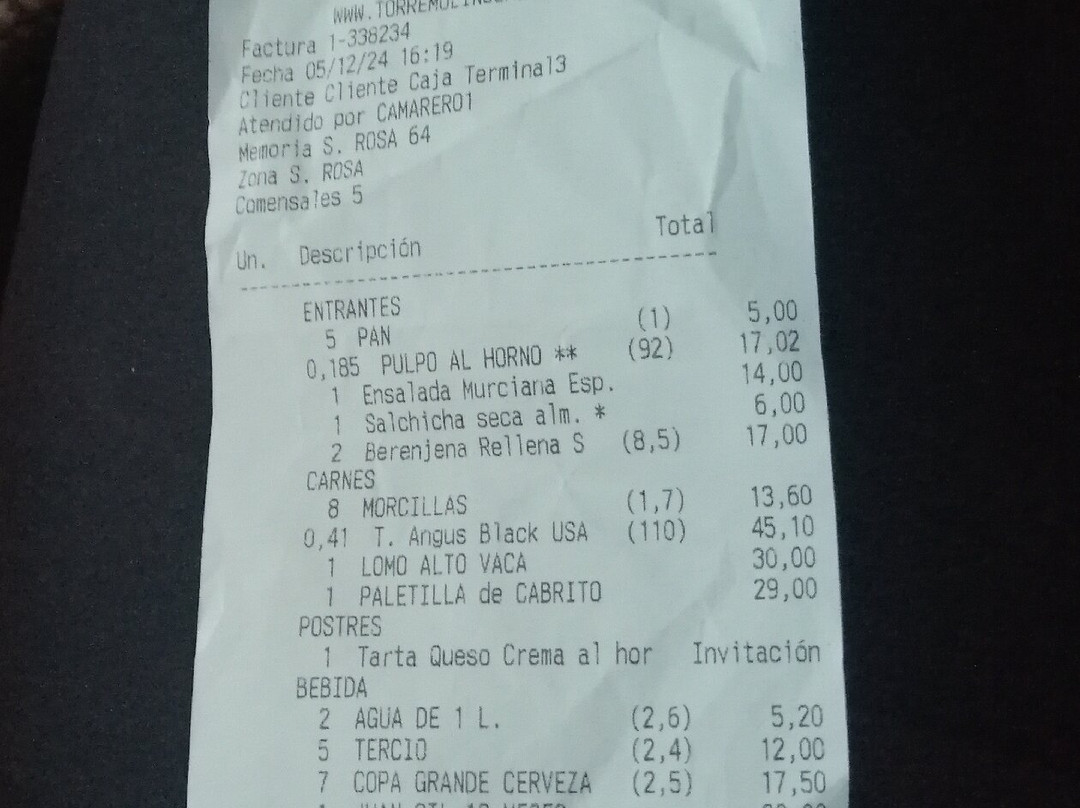 Factura 1-338234
Fecha 05/12/24 16:19
Cliente Cliente Caja Terminal3
Atendido por CAMARERO1
Memoria S. ROSA 64
Zona S. ROSA
Comensales 5
Un. Descripción Total
ENTRANTES
5 PAN (1) 5,00
0,185 PULPO AL HORNO ** (92) 17,02
1 Ensalada Murciana Esp. 14,00
1 Salchicha seca alm. * 6,00
2 Berenjena Rellena S (8,5) 17,00
CARNES
8 MORCILLAS (1,7) 13,60
0,41 T. Angus Black USA (110) 45,10
1 LOMO ALTO VACA 30,00
1 PALETILLA de CABRITO 29,00
POSTRES
1 Tarta Queso Crema al hor Invitación
BEBIDA
2 AGUA DE 1 L. (2,6) 5,20
5 TERCIO (2,4) 12,00
7 COPA GRANDE CERVEZA (2,5) 17,50